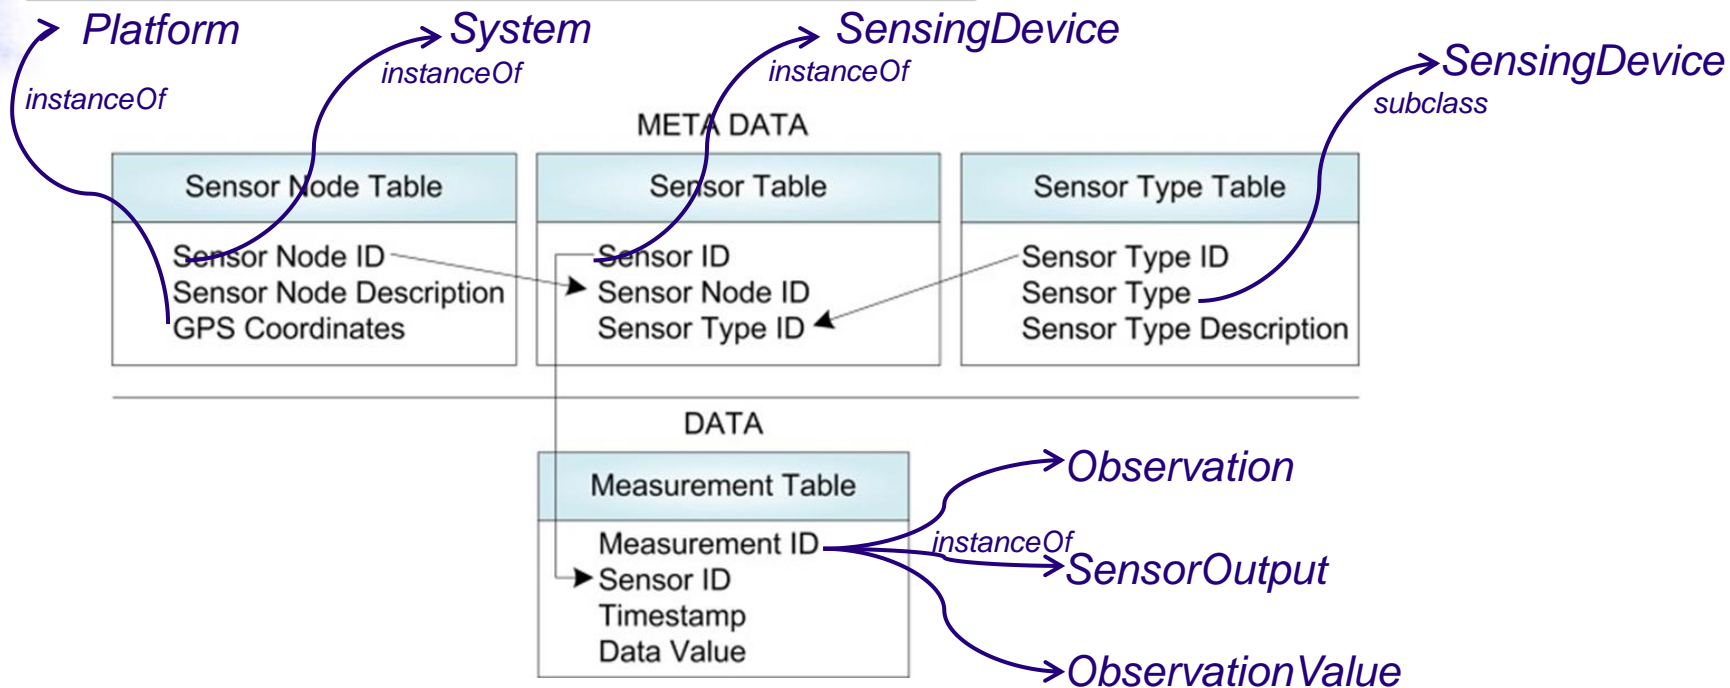 Platform
System
SensingDevice
SensingDevice
instanceOf
instanceOf
instanceOf
subclass
META DATA
Sensor Node Table
Sensor Node ID
Sensor Node Description
GPS Coordinates
Sensor Table
Sensor ID
Sensor Node ID
Sensor Type ID
Sensor Type Table
Sensor Type ID
Sensor Type
Sensor Type Description
DATA
Measurement Table
Measurement ID
Sensor ID
Timestamp
Data Value
Observation
instanceOf
SensorOutput
ObservationValue